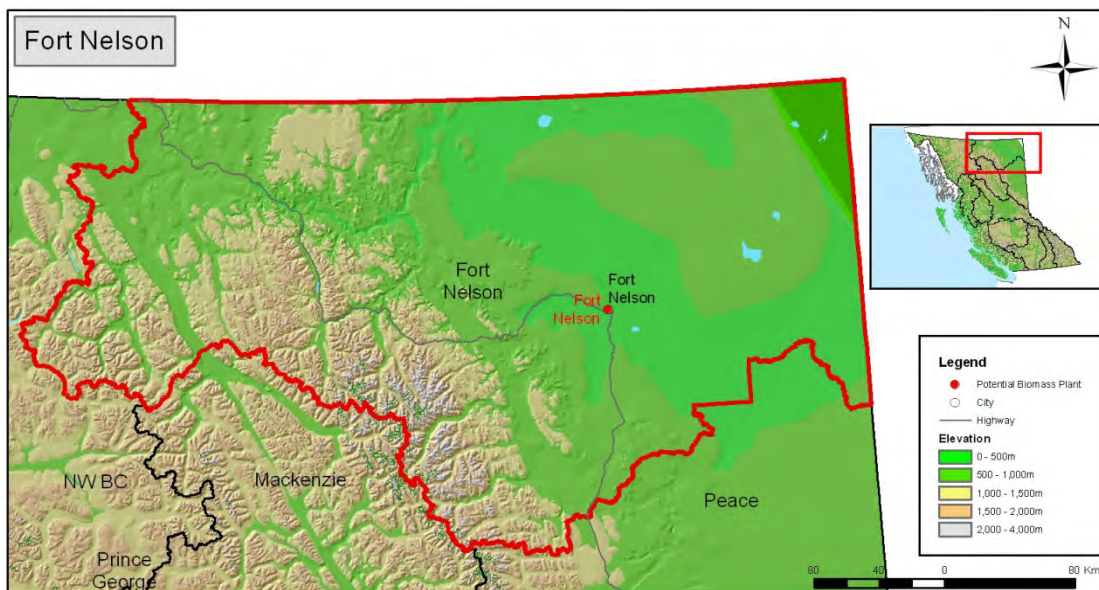 Fort Nelson
N
Fort
Nelson
Fort
Nelson
Fort
Nelson
NW BC
Mackenzie
Peace
Prince
George
Legend
Potential Biomass Plant
City
Highway
Elevation
0 - 500m
500 - 1,000m
1,000 - 1,500m
1,500 - 2,000m
2,000 - 4,000m
80 40 0 80 Km